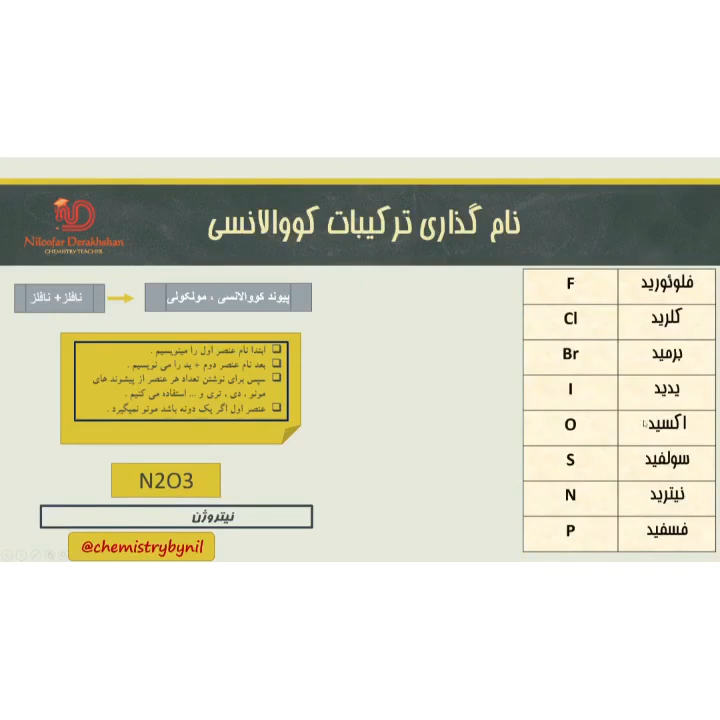 نام گذاری ترکیبات کووالانسی
Niloofar Derakhshan
CHEMISTRY TEACHER
نافلز+ نافلز
پیوند کووالانسی ، مولکولی
ابتدا نام عنصر اول را مینویسیم .
بعد نام عنصر دوم + ید را می نویسیم .
سپس برای نوشتن تعداد هر عنصر از پیشوند های
مونو ، دی ، تری و ... استفاده می کنیم .
عنصر اول اگر یک دونه باشد مونو نمیگیرد .
N2O3
نیتروژن
@chemistrybynil
F فلوئورید
Cl کلرید
Br برمید
I یدید
O اکسید
S سولفید
N نیترید
P فسفید